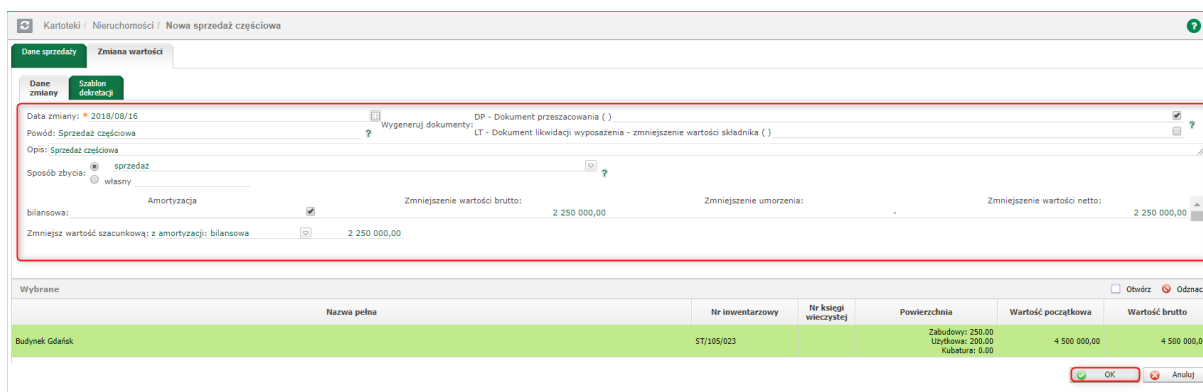 Kartoteki / Nieruchomości / Nowa sprzedaż częściowa
?
Dane sprzedaży Zmiana wartości
Dane zmiany Szablon dekretacji
Data zmiany: * 2018/08/16
Powód: Sprzedaż częściowa ?
Wygeneruj dokumenty: DP - Dokument przeszacowania ( )
LT - Dokument likwidacji wyposażenia - zmniejszenie wartości składnika ( )
?
Opis: Sprzedaż częściowa
Sposób zbycia: sprzedaż ?
własny
Amortyzacja Zmniejszenie wartości brutto: Zmniejszenie umorzenia: Zmniejszenie wartości netto:
bilansowa: 2 250 000,00 - 2 250 000,00
Zmniejsz wartość szacunkową: z amortyzacji: bilansowa 2 250 000,00
Wybrane Otwórz Odznac
Nazwa pełna Nr inwentarzowy Nr księgi wieczystej Powierzchnia Wartość początkowa Wartość brutto
Budynek Gdańsk ST/105/023 Zabudowy: 250.00 Użytkowa: 200.00 Kubatura: 0.00 4 500 000,00 4 500 000,0
OK Anuluj